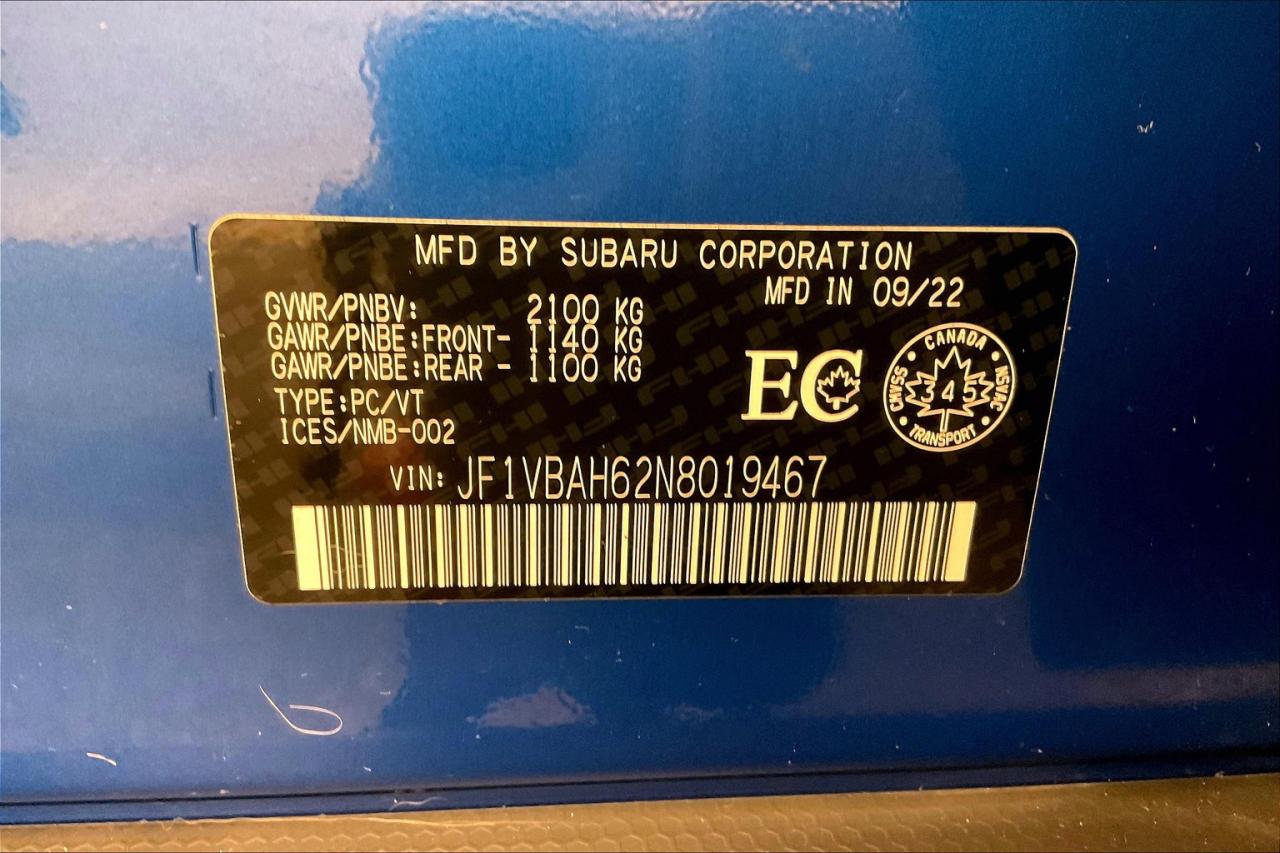 MFD BY SUBARU CORPORATION
MFD IN 09/22
GVWR/PNBV: 2100 KG
GAWR/PNBE:FRONT- 1140 KG
GAWR/PNBE:REAR - 1100 KG
TYPE:PC/VT
ICES/NMB-002
EC
CANADA
CMVSS 345 NSVAC
TRANSPORT
VIN: JF1VBAH62N8019467